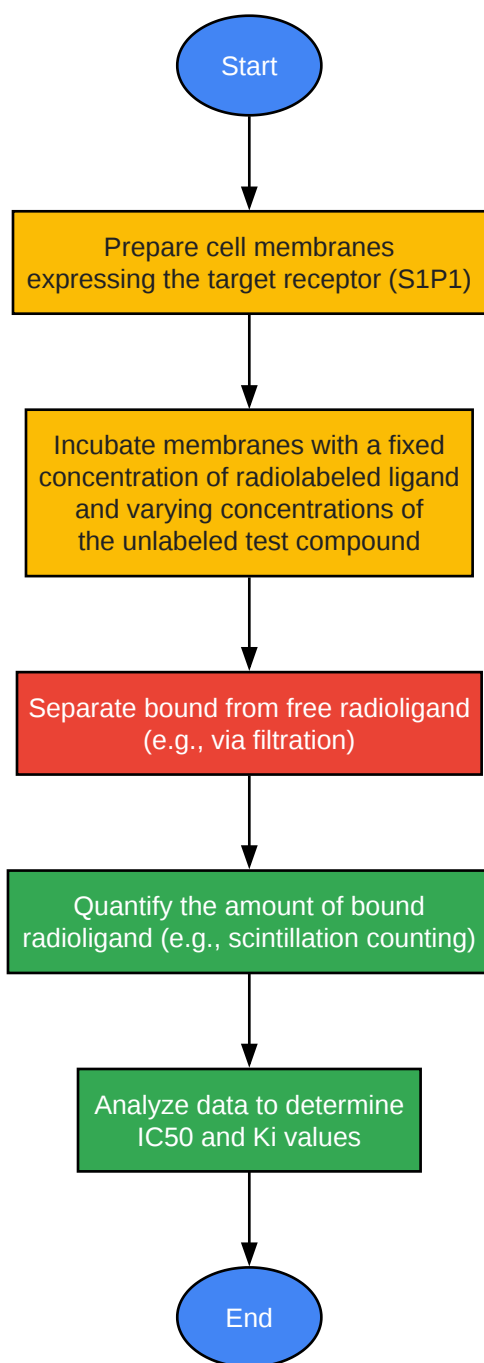 Start
Prepare cell membranes
expressing the target receptor (S1P1)
Incubate membranes with a fixed
concentration of radiolabeled ligand
and varying concentrations of
the unlabeled test compound
Separate bound from free radioligand
(e.g., via filtration)
Quantify the amount of bound
radioligand (e.g., scintillation counting)
Analyze data to determine
IC50 and Ki values
End